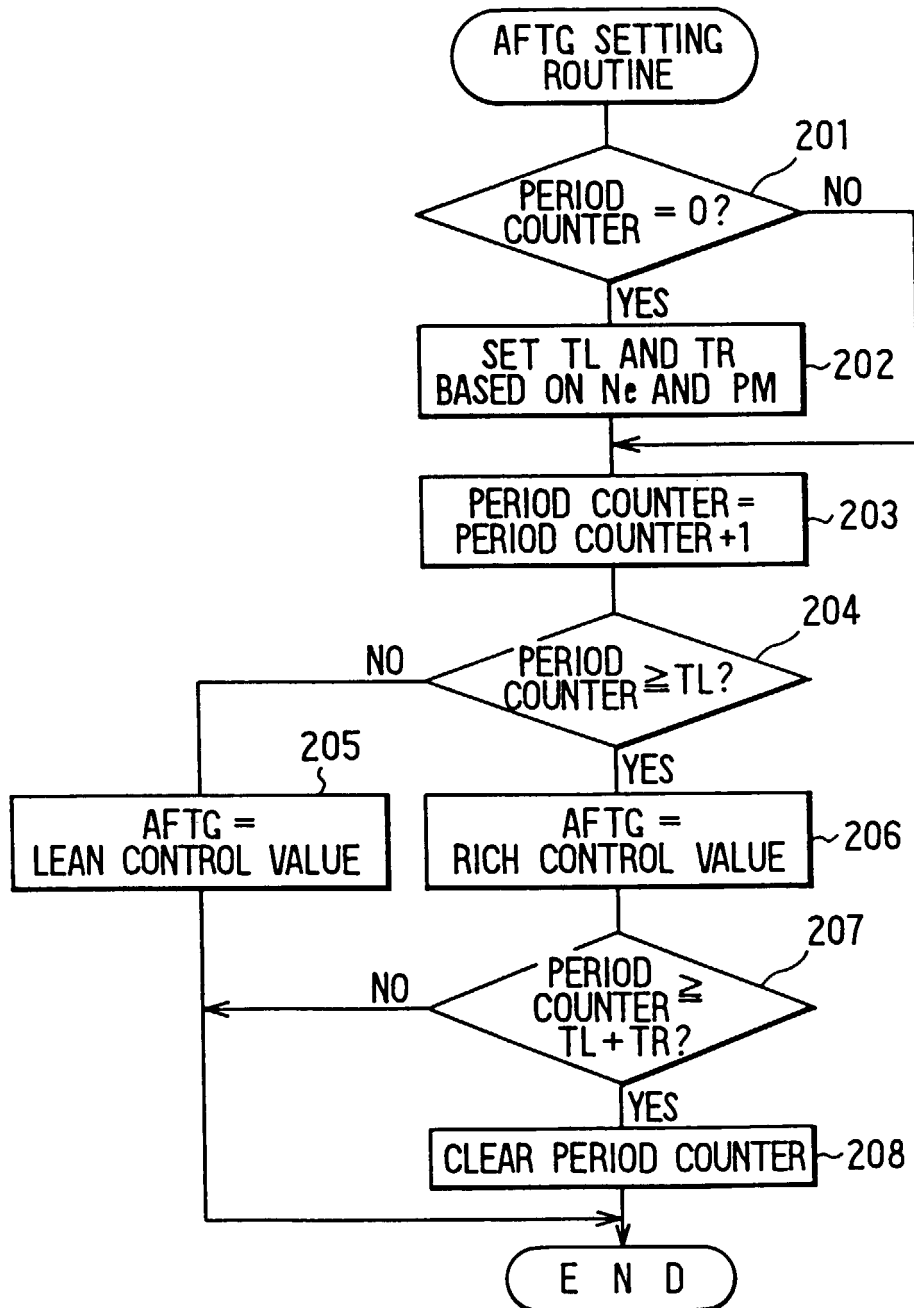 AFTG SETTING
ROUTINE
201
PERIOD
COUNTER = 0?
NO
YES
SET TL AND TR
BASED ON Ne AND PM
202
PERIOD COUNTER =
PERIOD COUNTER +1
203
204
NO
PERIOD
COUNTER ≧ TL?
YES
205
AFTG =
LEAN CONTROL VALUE
AFTG =
RICH CONTROL VALUE
206
207
NO
PERIOD
COUNTER ≧
TL + TR?
YES
CLEAR PERIOD COUNTER
208
E N D